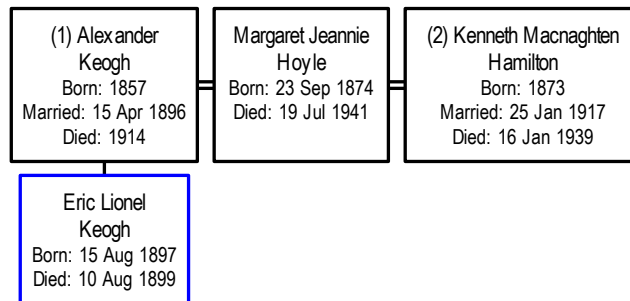 (1) Alexander
Keogh
Born: 1857
Married: 15 Apr 1896
Died: 1914
Margaret Jeannie
Hoyle
Born: 23 Sep 1874
Died: 19 Jul 1941
(2) Kenneth Macnaghten
Hamilton
Born: 1873
Married: 25 Jan 1917
Died: 16 Jan 1939
Eric Lionel
Keogh
Born: 15 Aug 1897
Died: 10 Aug 1899